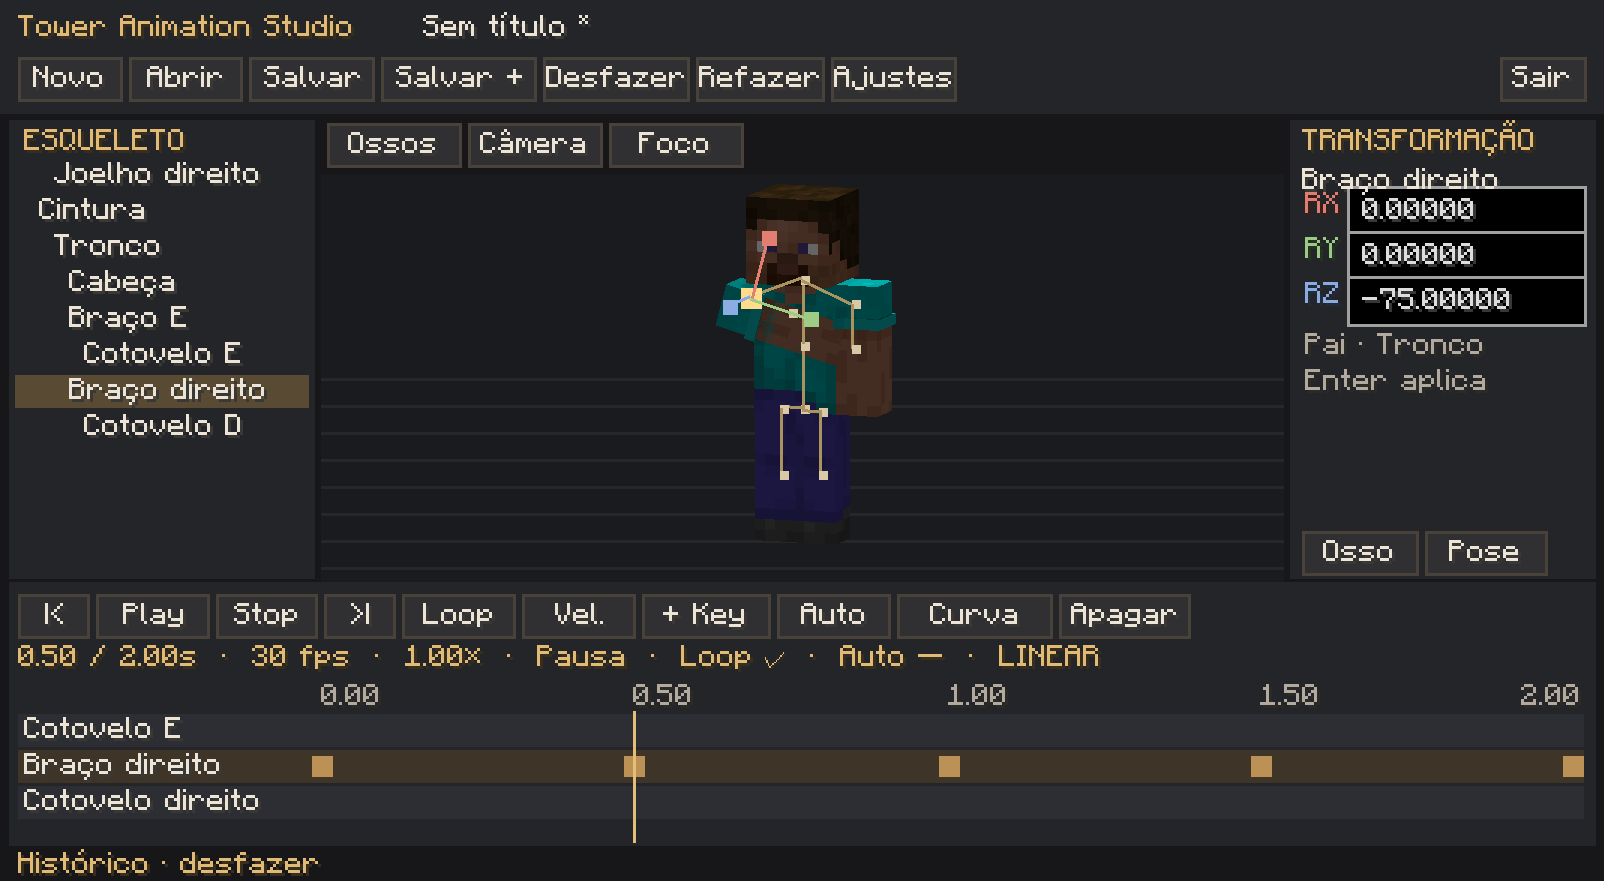 Tower Animation Studio Sem título *
Novo Abrir Salvar Salvar + Desfazer Refazer Ajustes Sair
ESQUELETO
Joelho direito
Cintura
Tronco
Cabeça
Braço E
Cotovelo E
Braço direito
Cotovelo D
Ossos Câmera Foco
TRANSFORMAÇÃO
Braço direito
RX 0.00000
RY 0.00000
RZ -75.00000
Pai · Tronco
Enter aplica
Osso Pose
|< Play Stop >| Loop Vel. + Key Auto Curva Apagar
0.50 / 2.00s · 30 fps · 1.00x · Pausa · Loop ✓ · Auto — · LINEAR
0.00 0.50 1.00 1.50 2.00
Cotovelo E
Braço direito
Cotovelo direito
Histórico · desfazer